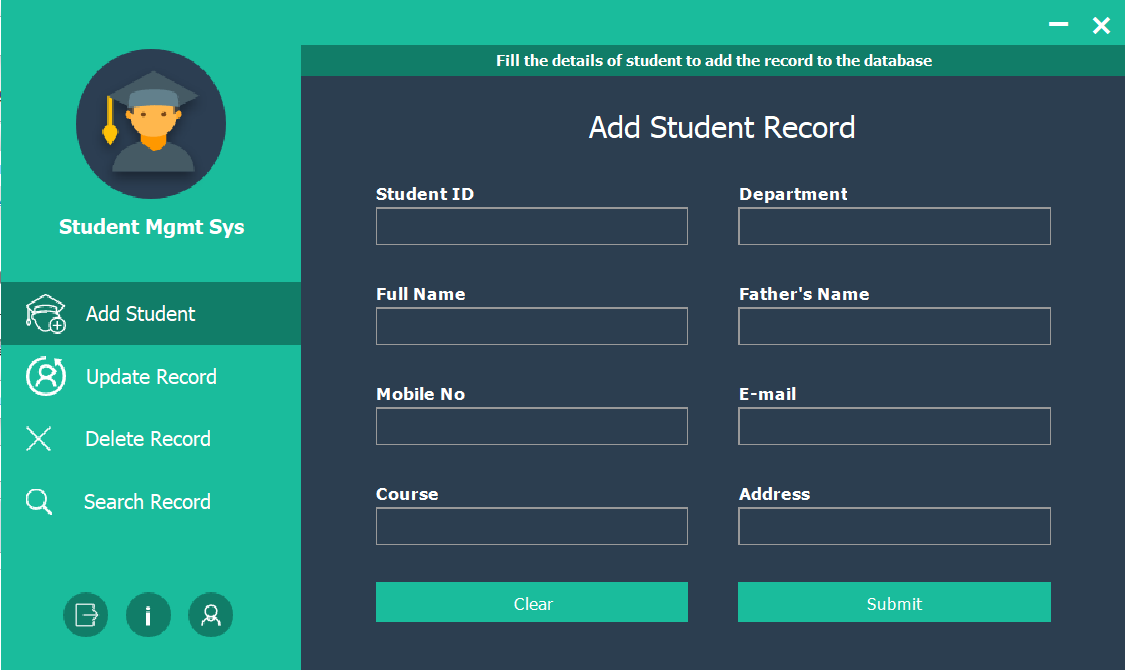 Fill the details of student to add the record to the database
Student Mgmt Sys
Add Student
Update Record
Delete Record
Search Record
Add Student Record
Student ID
Department
Full Name
Father's Name
Mobile No
E-mail
Course
Address
Clear
Submit